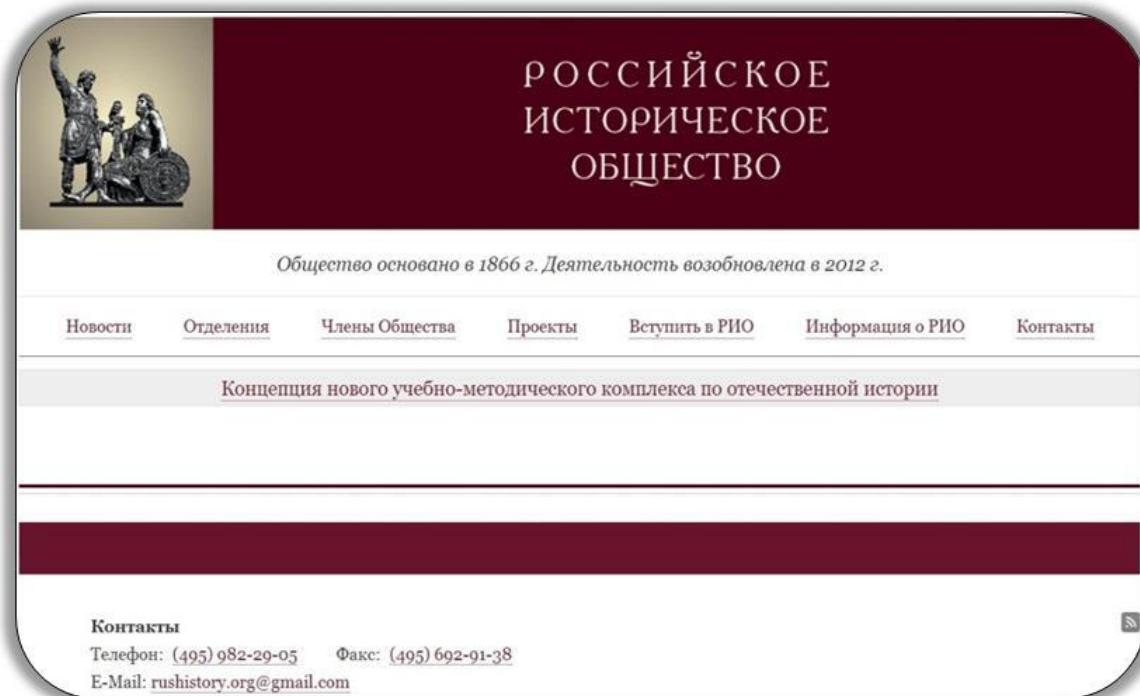 РОССИЙСКОЕ
ИСТОРИЧЕСКОЕ
ОБЩЕСТВО
Общество основано в 1866 г. Деятельность возобновлена в 2012 г.
Новости Отделения Члены Общества Проекты Вступить в РИО Информация о РИО Контакты
Концепция нового учебно-методического комплекса по отечественной истории
Контакты
Телефон: (495) 982-29-05 Факс: (495) 692-91-38
E-Mail: rushistory.org@gmail.com